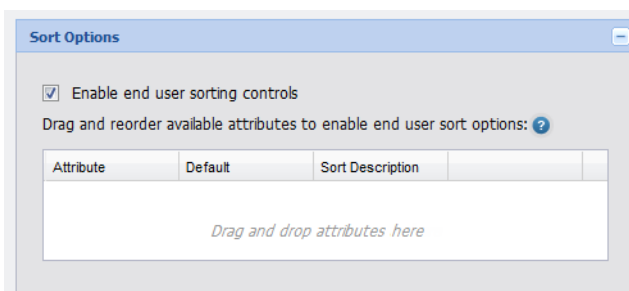 Sort Options
Enable end user sorting controls
Drag and reorder available attributes to enable end user sort options: ?
Attribute Default Sort Description
Drag and drop attributes here